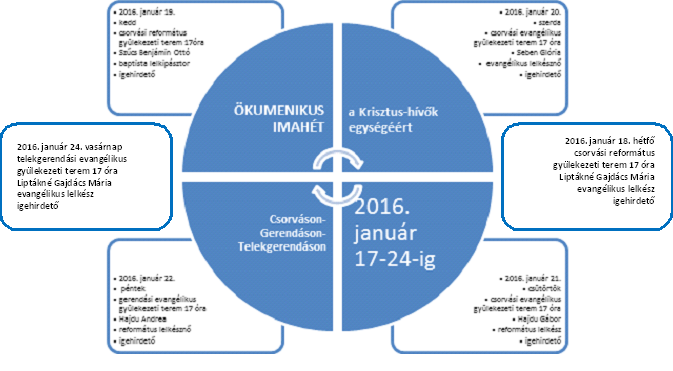 • 2016. január 19.
• kedd
• csorvási református
gyülekezeti terem 17óra
• Szűcs Benjámin Ottó
• baptista lelkipásztor
• igehirdető
• 2016. január 20.
• szerda
• csorvási evangélikus
gyülekezeti terem 17 óra
• Seben Glória
• evangélikus lelkésznő
• igehirdető
ÖKUMENIKUS
IMAHÉT
a Krisztus-hívők
egységéért
2016. január 24. vasárnap
telekgerendási evangélikus
gyülekezeti terem 17 óra
Liptákné Gajdács Mária
evangélikus lelkész
igehirdető
2016. január 18. hétfő
csorvási református
gyülekezeti terem 17 óra
Liptákné Gajdács Mária
evangélikus lelkész
igehirdető
Csorváson-
Gerendáson-
Telekgerendáson
2016.
január
17-24-ig
• 2016. január 22.
• péntek
• gerendási evangélikus
gyülekezeti terem 17 óra
• Hajdu Andrea
• református lelkésznő
• igehirdető
• 2016. január 21.
• csütörtök
• csorvási evangélikus
gyülekezeti terem 17 óra
• Hajdu Gábor
• református lelkész
• igehirdető